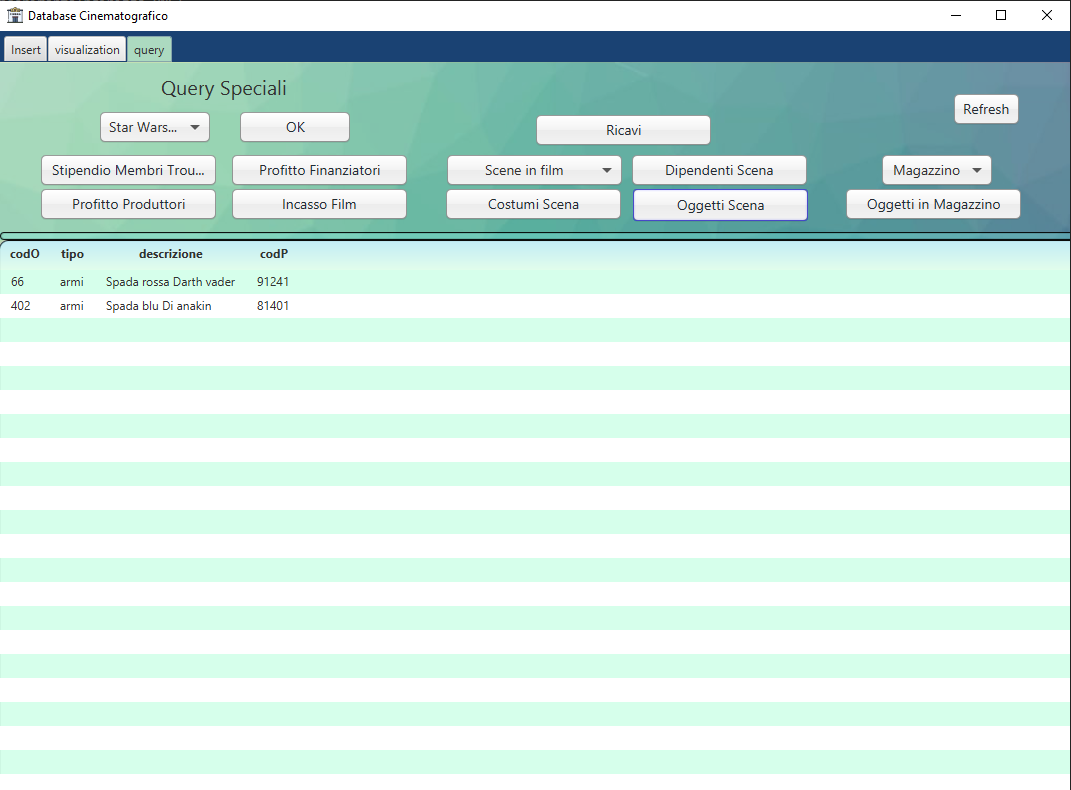 Database Cinematografico
Insert visualization query
Query Speciali
Refresh
Star Wars... OK
Ricavi
Stipendio Membri Trou... Profitto Finanziatori Scene in film Dipendenti Scena Magazzino
Profitto Produttori Incasso Film Costumi Scena Oggetti Scena Oggetti in Magazzino
codO tipo descrizione codP
66 armi Spada rossa Darth vader 91241
402 armi Spada blu Di anakin 81401